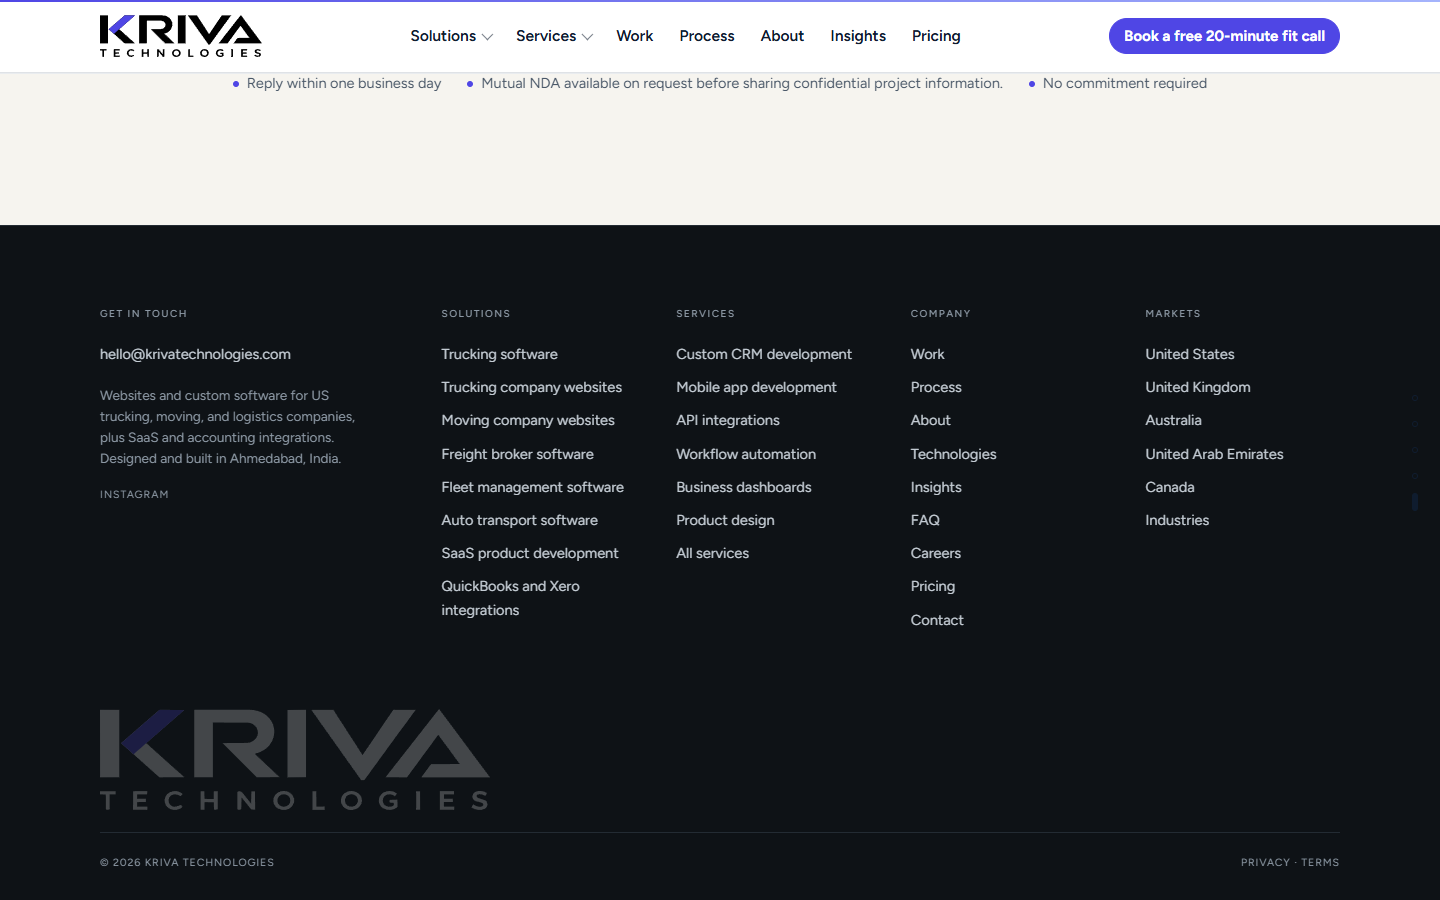 KRIVA
TECHNOLOGIES
Solutions
Services
Work
Process
About
Insights
Pricing
Book a free 20-minute fit call
Reply within one business day
Mutual NDA available on request before sharing confidential project information.
No commitment required
GET IN TOUCH
hello@krivatechnologies.com
Websites and custom software for US
trucking, moving, and logistics companies,
plus SaaS and accounting integrations.
Designed and built in Ahmedabad, India.
INSTAGRAM
SOLUTIONS
Trucking software
Trucking company websites
Moving company websites
Freight broker software
Fleet management software
Auto transport software
SaaS product development
QuickBooks and Xero
integrations
SERVICES
Custom CRM development
Mobile app development
API integrations
Workflow automation
Business dashboards
Product design
All services
COMPANY
Work
Process
About
Technologies
Insights
FAQ
Careers
Pricing
Contact
MARKETS
United States
United Kingdom
Australia
United Arab Emirates
Canada
Industries
KRIVA
TECHNOLOGIES
© 2026 KRIVA TECHNOLOGIES
PRIVACY · TERMS